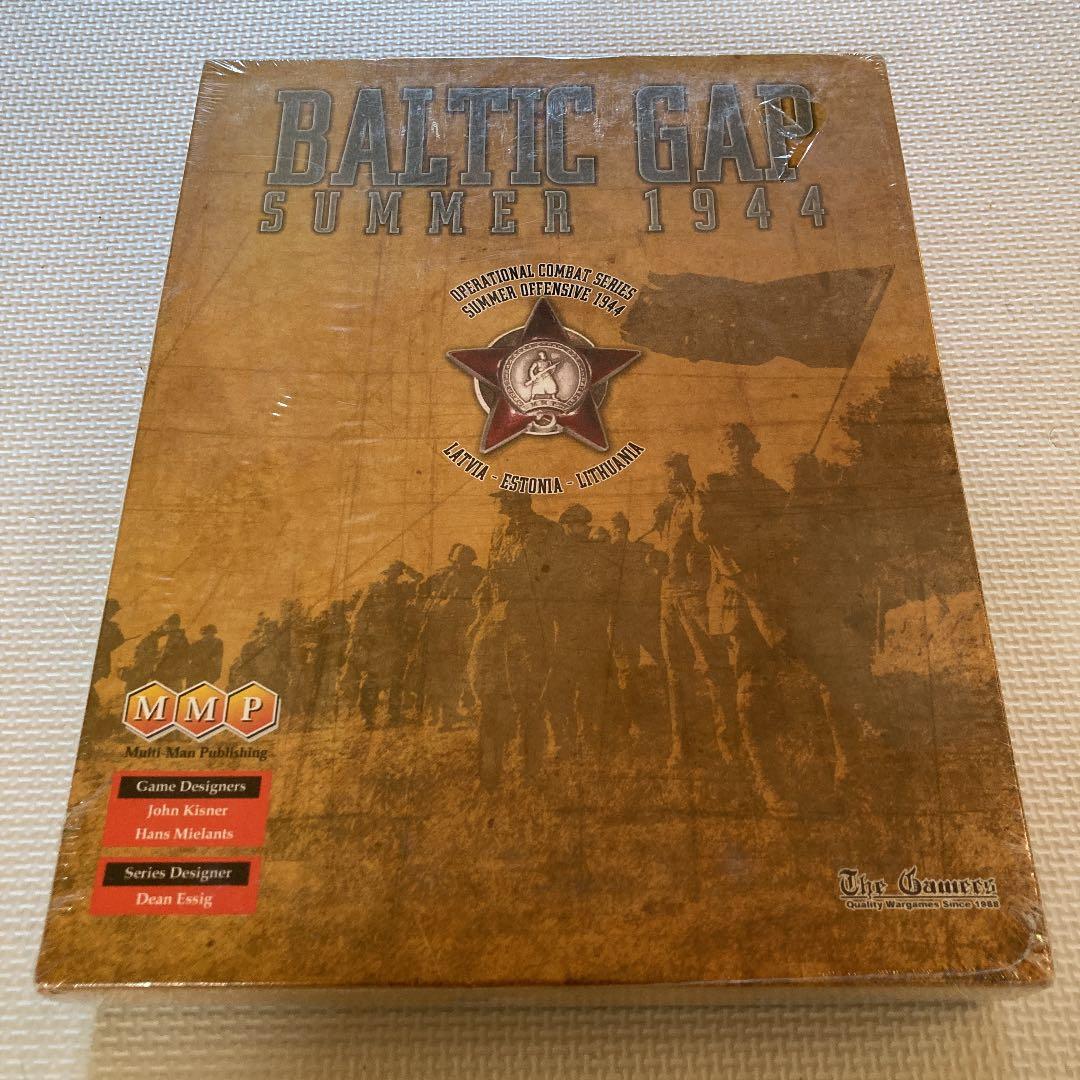 BALTIC GAP
SUMMER 1944
OPERATIONAL COMBAT SERIES
SUMMER OFFENSIVE 1944
LATVIA - ESTONIA - LITHUANIA
MMP
Multi-Man Publishing
Game Designers
John Kisner
Hans Mielants
Series Designer
Dean Essig
The Gamers
Quality Wargames Since 1988